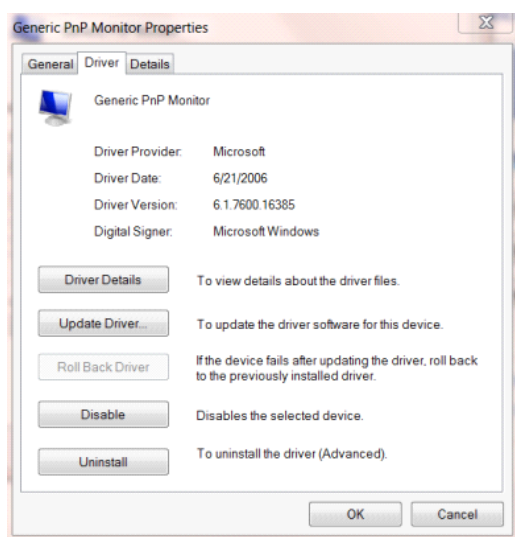 Generic PnP Monitor Properties
General Driver Details
Generic PnP Monitor
Driver Provider: Microsoft
Driver Date: 6/21/2006
Driver Version: 6.1.7600.16385
Digital Signer: Microsoft Windows
Driver Details To view details about the driver files.
Update Driver... To update the driver software for this device.
Roll Back Driver If the device fails after updating the driver, roll back
to the previously installed driver.
Disable Disables the selected device.
Uninstall To uninstall the driver (Advanced).
OK Cancel